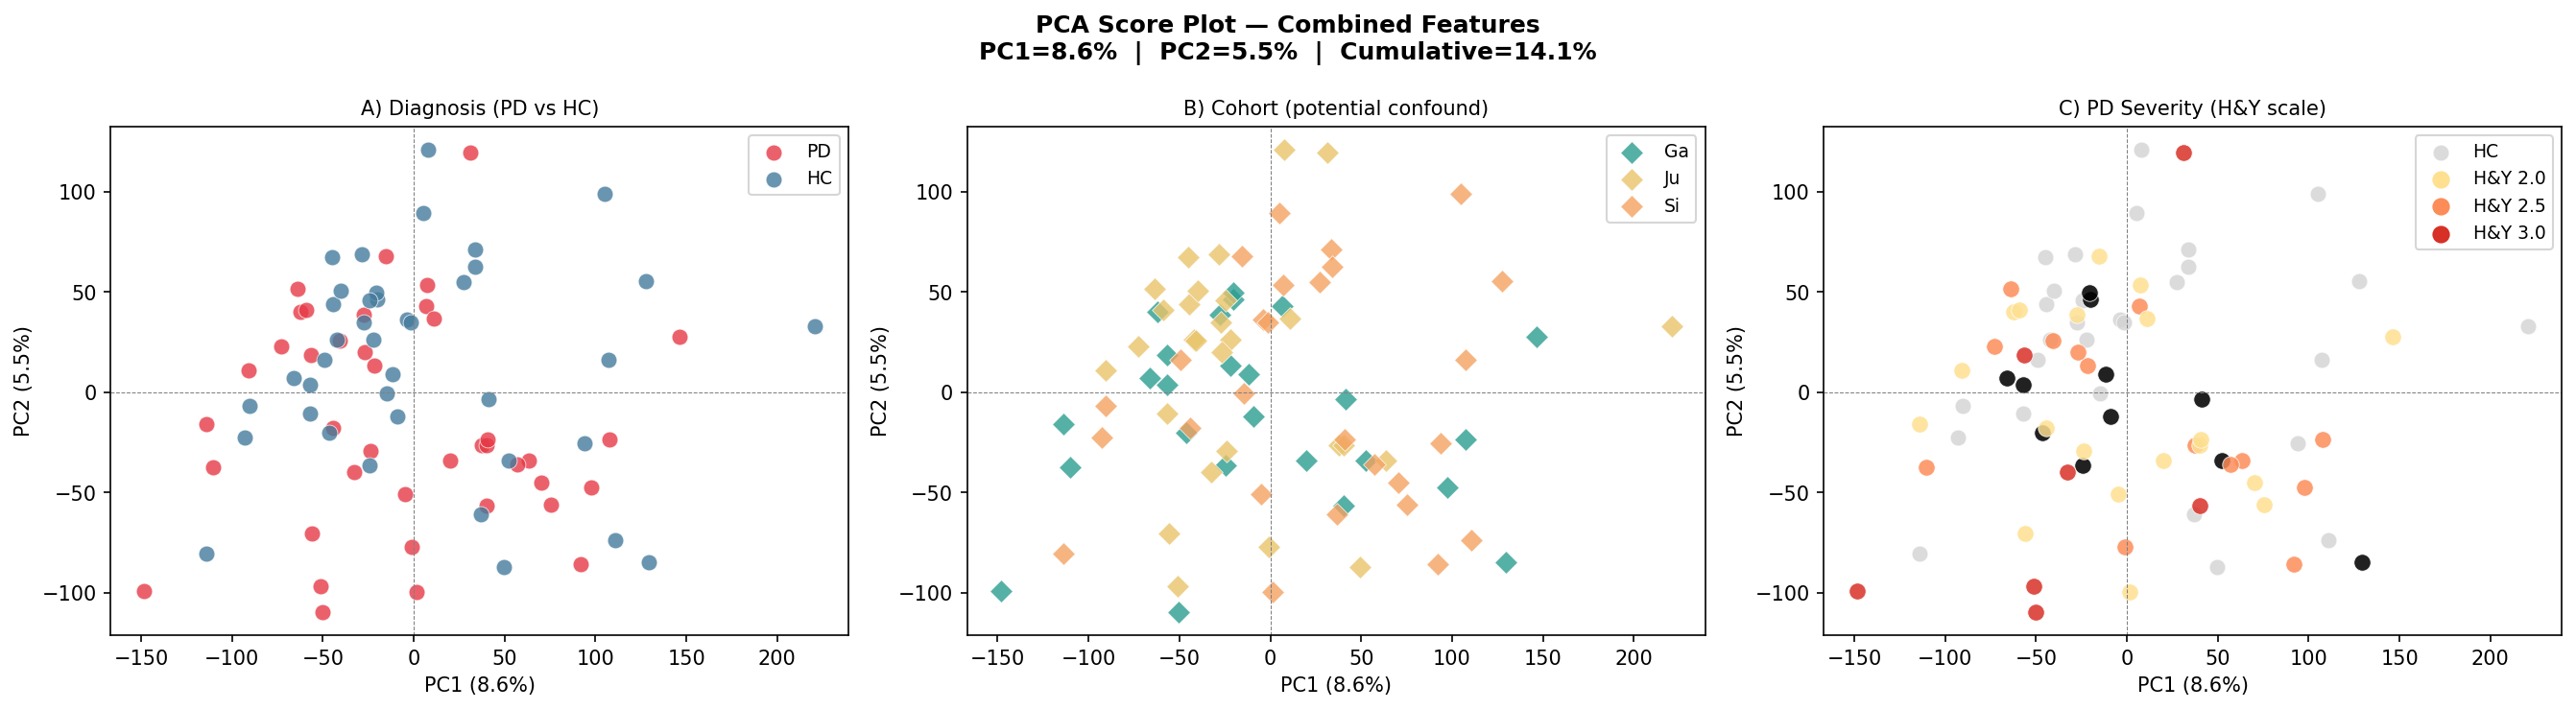 PCA Score Plot — Combined Features
PC1=8.6% | PC2=5.5% | Cumulative=14.1%
A) Diagnosis (PD vs HC)
PD
HC
100
50
0
−50
−100
PC2 (5.5%)
−150 −100 −50 0 50 100 150 200
PC1 (8.6%)
B) Cohort (potential confound)
Ga
Ju
Si
100
50
0
−50
−100
PC2 (5.5%)
−150 −100 −50 0 50 100 150 200
PC1 (8.6%)
C) PD Severity (H&Y scale)
HC
H&Y 2.0
H&Y 2.5
H&Y 3.0
100
50
0
−50
−100
PC2 (5.5%)
−150 −100 −50 0 50 100 150 200
PC1 (8.6%)